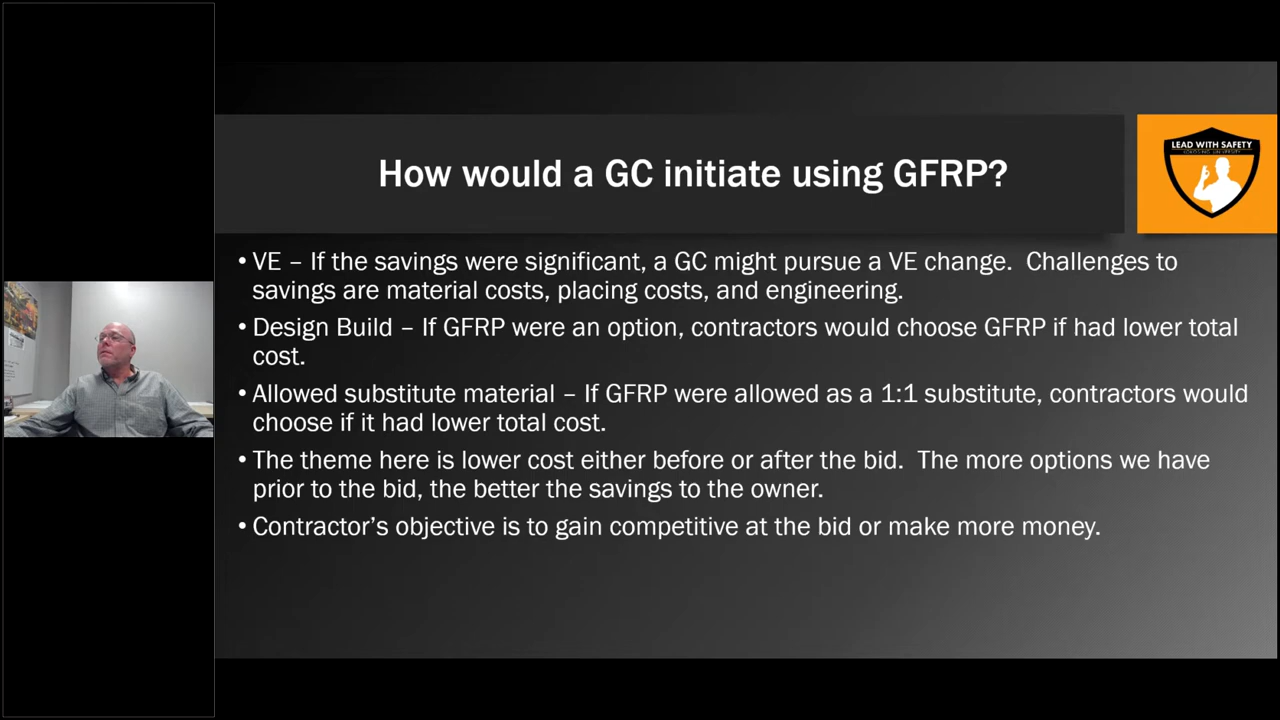 How would a GC initiate using GFRP?
LEAD WITH SAFETY
• VE – If the savings were significant, a GC might pursue a VE change.  Challenges to
savings are material costs, placing costs, and engineering.
• Design Build – If GFRP were an option, contractors would choose GFRP if had lower total
cost.
• Allowed substitute material – If GFRP were allowed as a 1:1 substitute, contractors would
choose if it had lower total cost.
• The theme here is lower cost either before or after the bid.  The more options we have
prior to the bid, the better the savings to the owner.
• Contractor’s objective is to gain competitive at the bid or make more money.